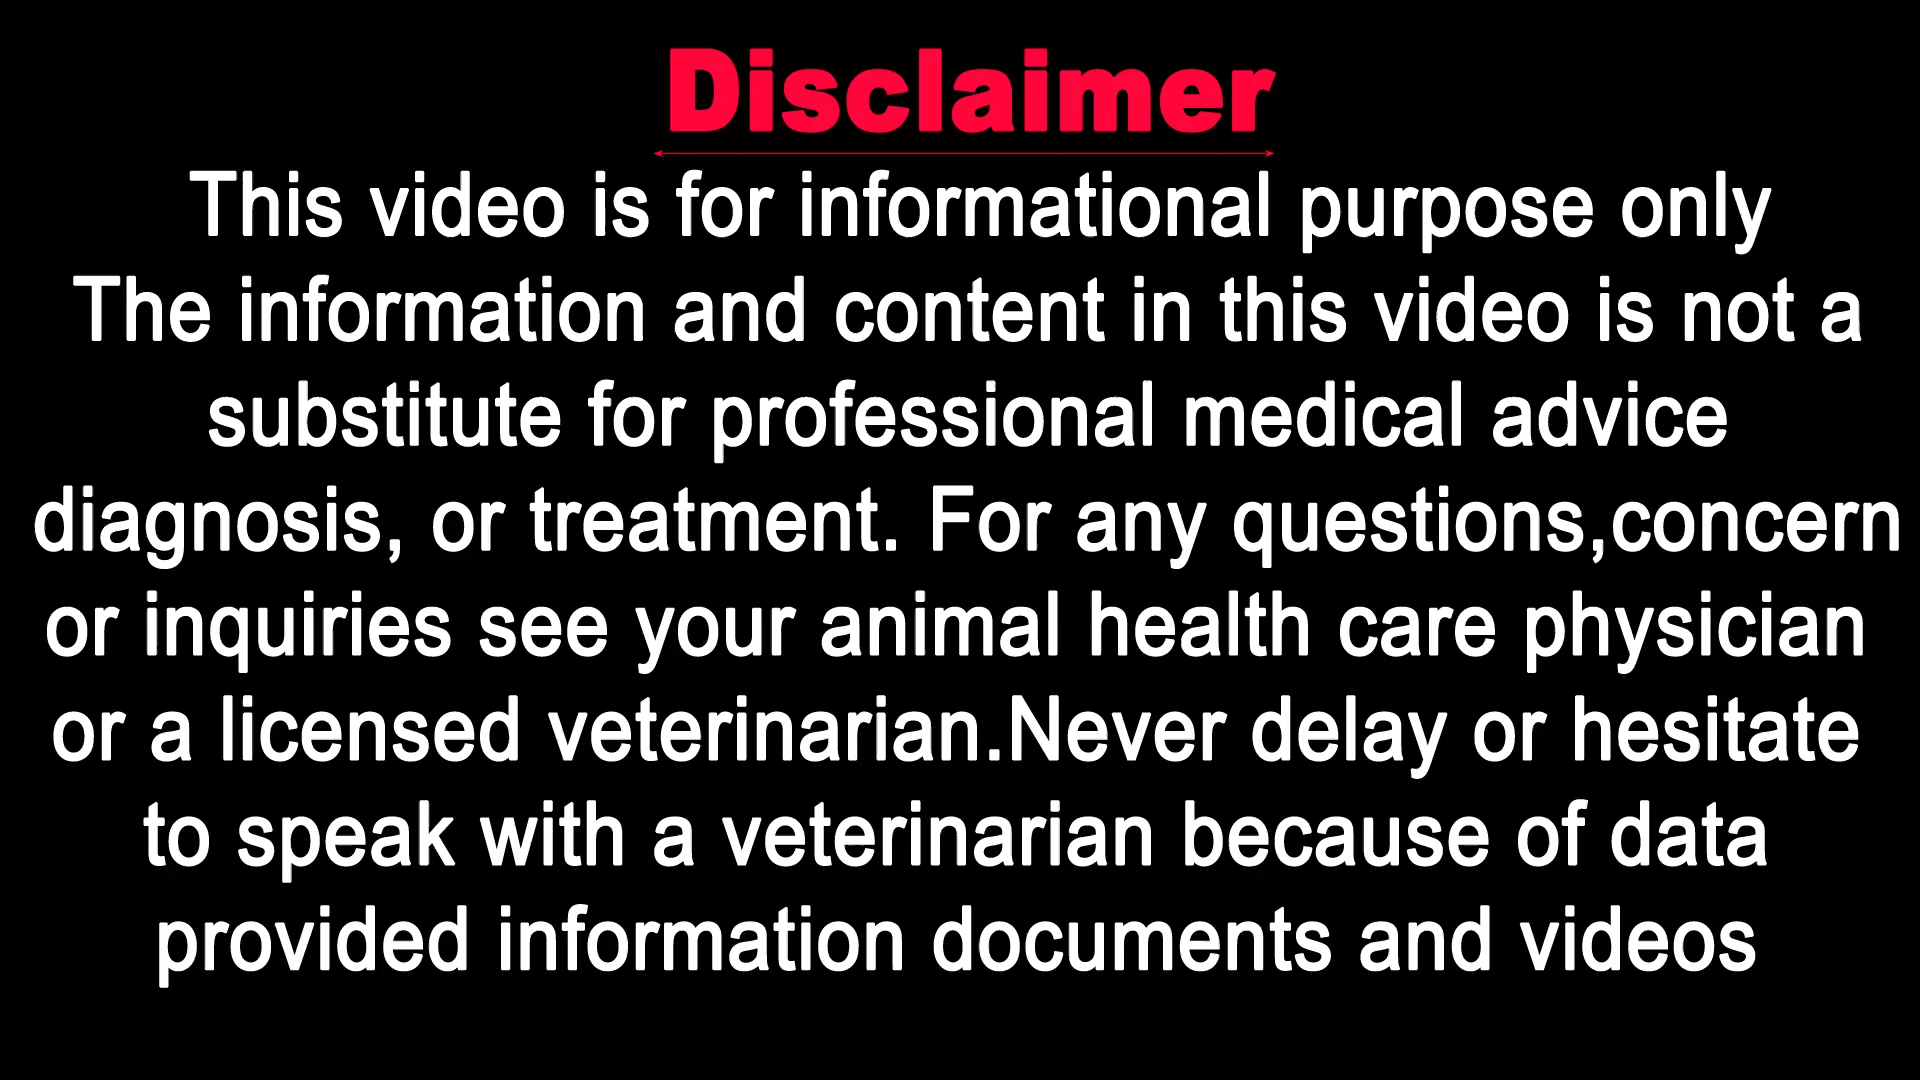 Disclaimer
This video is for informational purpose only
The information and content in this video is not a
substitute for professional medical advice
diagnosis, or treatment. For any questions,concern
or inquiries see your animal health care physician
or a licensed veterinarian.Never delay or hesitate
to speak with a veterinarian because of data
provided information documents and videos